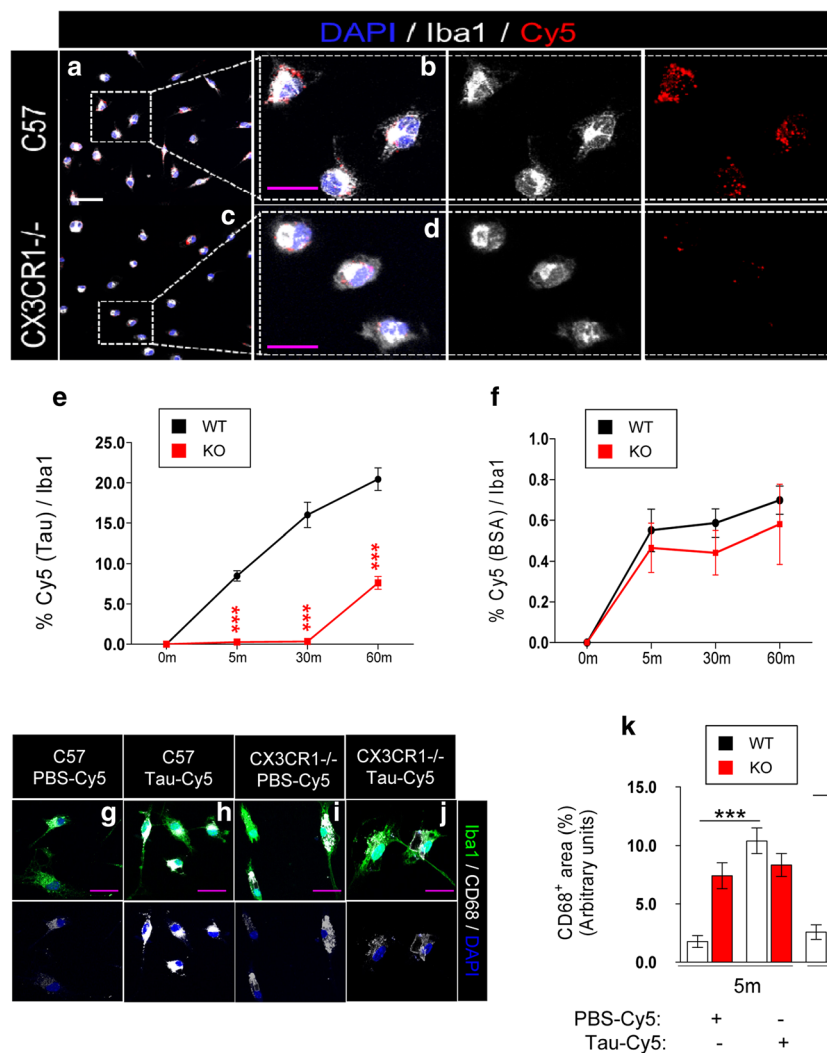 DAPI / Iba1 / Cy5
C57
CX3CR1-/-
a
b
c
d
e
WT
KO
% Cy5 (Tau) / Iba1
25.0
20.0
15.0
10.0
5.0
0.0
***
***
***
0m
5m
30m
60m
f
WT
KO
% Cy5 (BSA) / Iba1
1.0
0.8
0.6
0.4
0.2
0.0
0m
5m
30m
60m
C57
PBS-Cy5
C57
Tau-Cy5
CX3CR1-/-
PBS-Cy5
CX3CR1-/-
Tau-Cy5
g
h
i
j
Iba1 / CD68 / DAPI
k
WT
KO
CD68+ area (%)
(Arbitrary units)
15.0
10.0
5.0
0.0
***
5m
PBS-Cy5: + -
Tau-Cy5: - +